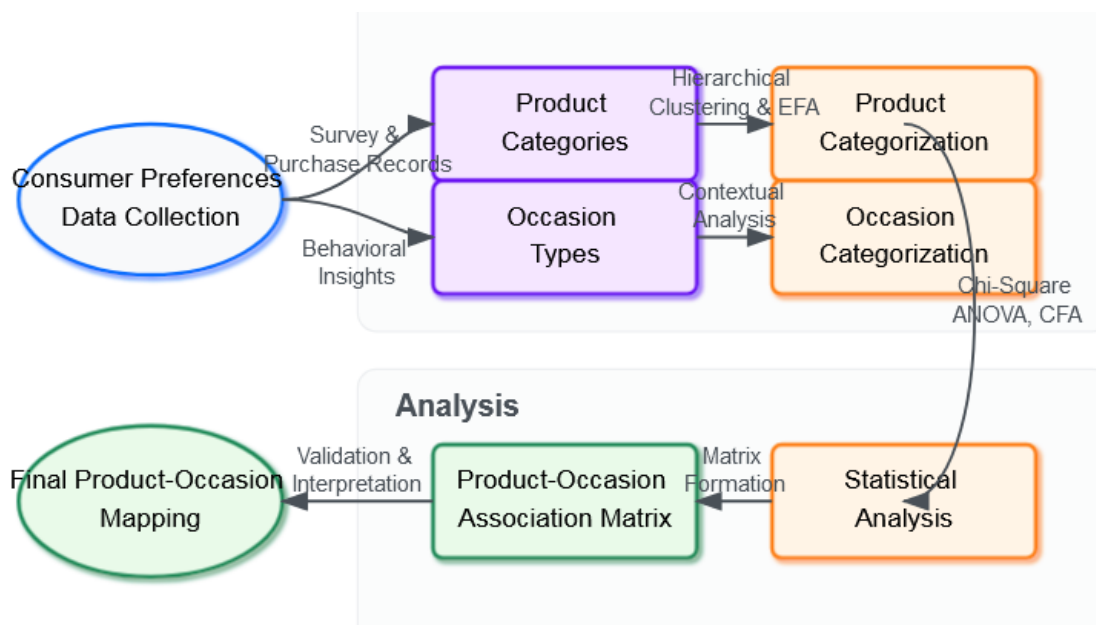 Consumer Preferences
Data Collection
Survey &
Purchase Records
Behavioral
Insights
Product
Categories
Occasion
Types
Hierarchical
Clustering & EFA
Contextual
Analysis
Product
Categorization
Occasion
Categorization
Chi-Square
ANOVA, CFA
Analysis
Statistical
Analysis
Matrix
Formation
Product-Occasion
Association Matrix
Validation &
Interpretation
Final Product-Occasion
Mapping